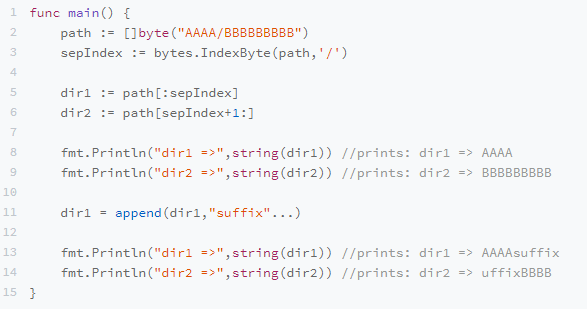 1 func main() {
2 path := []byte("AAAA/BBBBBBBBB")
3 sepIndex := bytes.IndexByte(path,'/')
4
5 dir1 := path[:sepIndex]
6 dir2 := path[sepIndex+1:]
7
8 fmt.Println("dir1 =>",string(dir1)) //prints: dir1 => AAAA
9 fmt.Println("dir2 =>",string(dir2)) //prints: dir2 => BBBBBBBBB
10
11 dir1 = append(dir1,"suffix"...)
12
13 fmt.Println("dir1 =>",string(dir1)) //prints: dir1 => AAAAsuffix
14 fmt.Println("dir2 =>",string(dir2)) //prints: dir2 => uffixBBBB
15 }